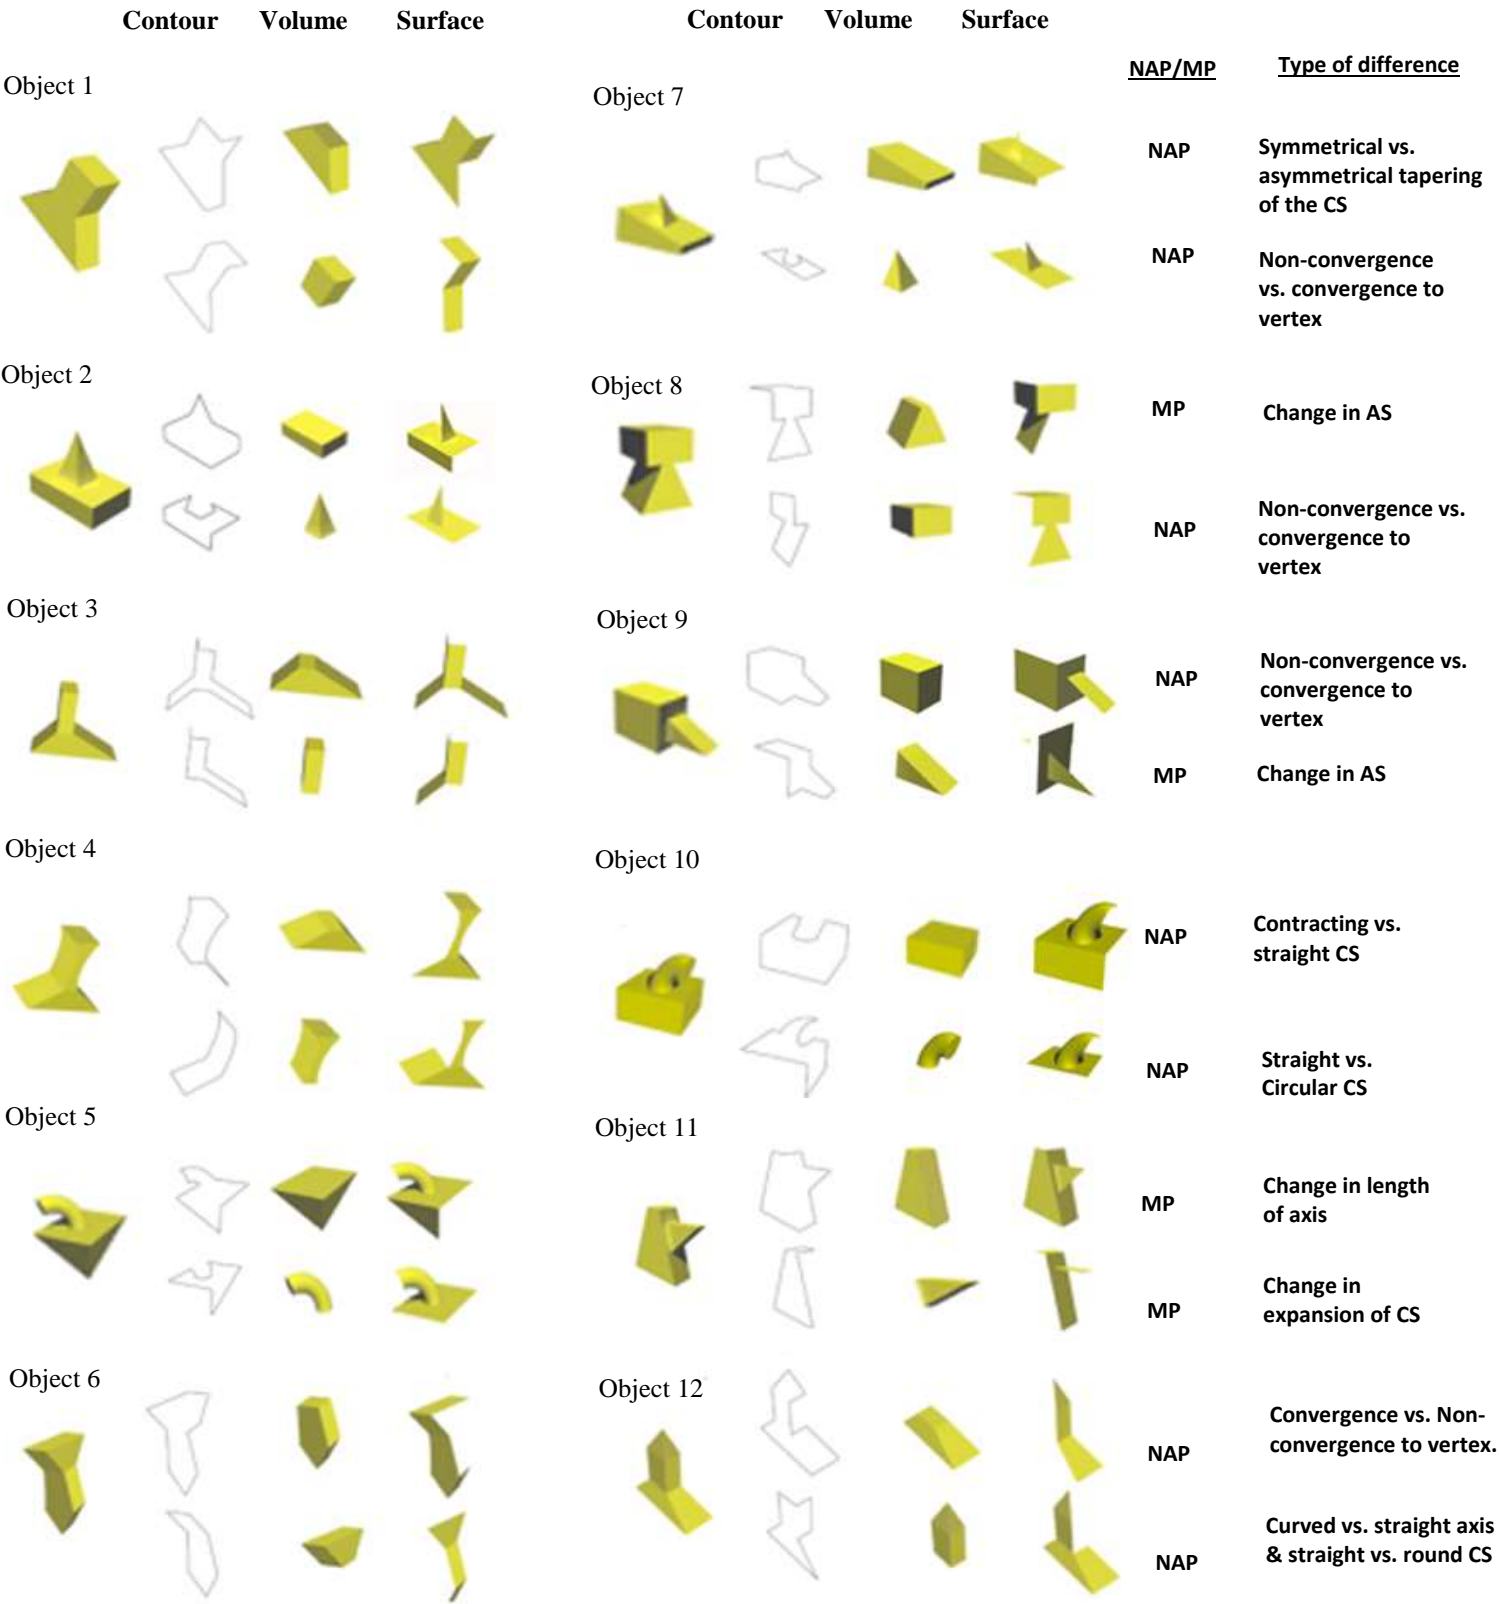 Contour Volume Surface
Contour Volume Surface
NAP/MP Type of difference
Object 1
Object 2
Object 3
Object 4
Object 5
Object 6
Object 7
NAP Symmetrical vs.
asymmetrical tapering
of the CS
NAP Non-convergence
vs. convergence to
vertex
Object 8
MP Change in AS
NAP Non-convergence vs.
convergence to
vertex
Object 9
NAP Non-convergence vs.
convergence to
vertex
MP Change in AS
Object 10
NAP Contracting vs.
straight CS
NAP Straight vs.
Circular CS
Object 11
MP Change in length
of axis
MP Change in
expansion of CS
Object 12
NAP Convergence vs. Non-
convergence to vertex.
NAP Curved vs. straight axis
& straight vs. round CS